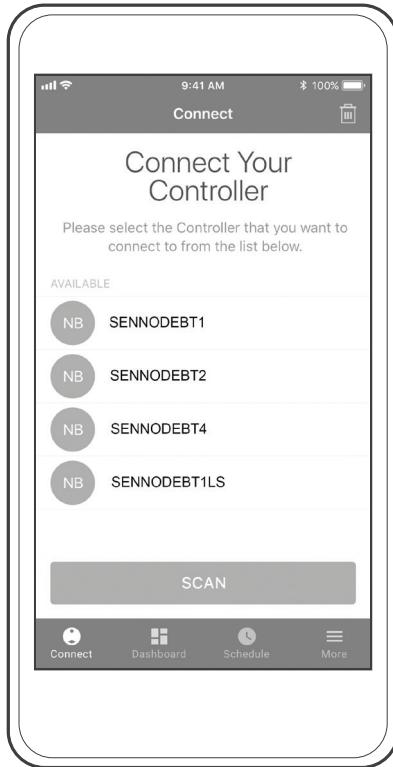 9:41 AM
100%
Connect
Connect Your
Controller
Please select the Controller that you want to
connect to from the list below.
AVAILABLE
NB SENNODEBT1
NB SENNODEBT2
NB SENNODEBT4
NB SENNODEBT1LS
SCAN
Connect Dashboard Schedule More